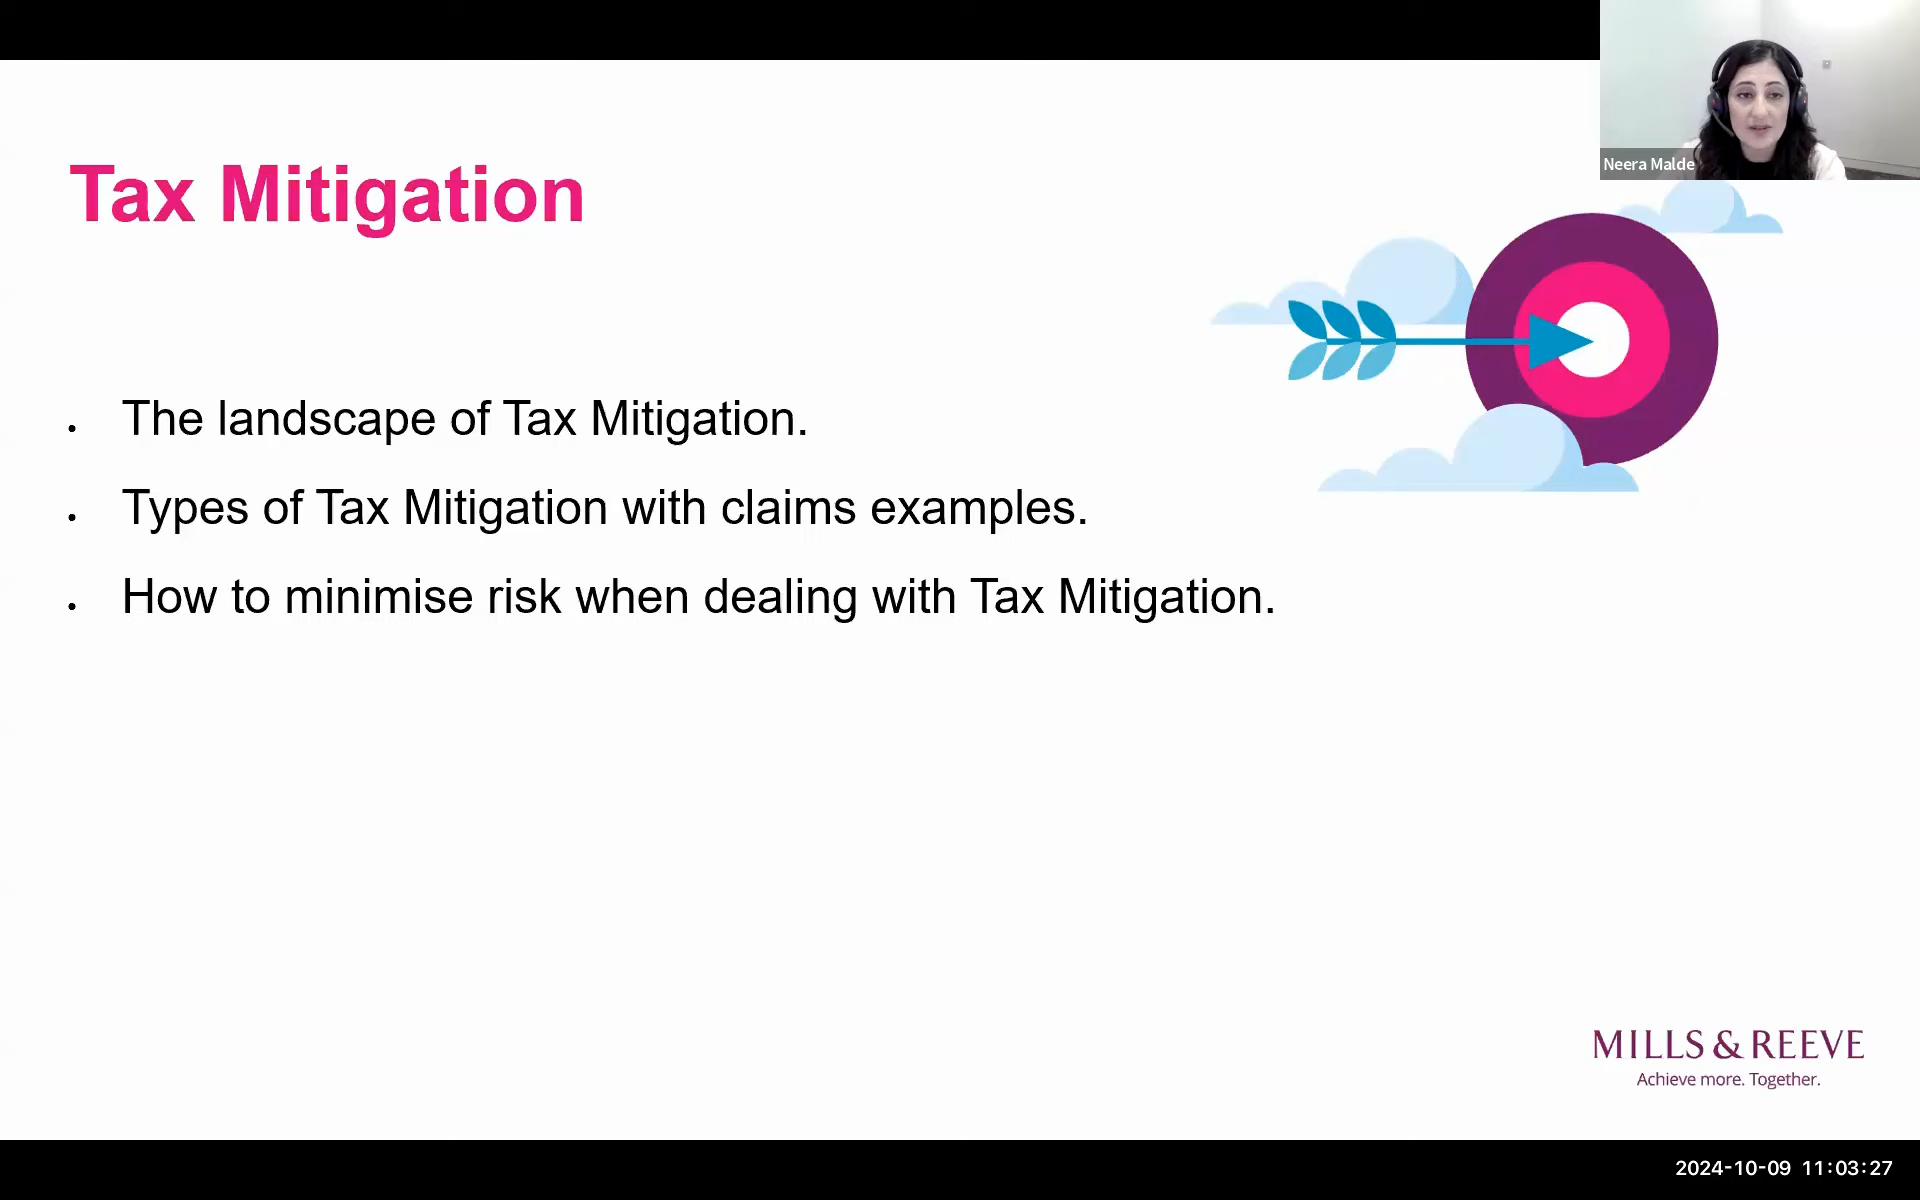 Neera Malde
Tax Mitigation
. The landscape of Tax Mitigation.
. Types of Tax Mitigation with claims examples.
. How to minimise risk when dealing with Tax Mitigation.
MILLS & REEVE
Achieve more. Together.
2024-10-09 11:03:27